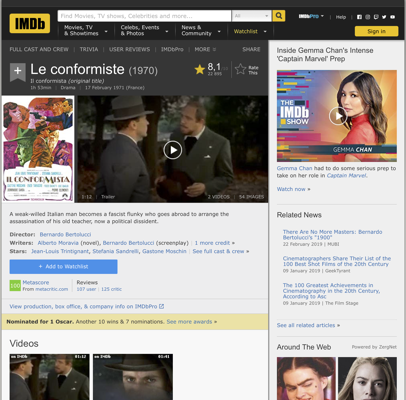 IMDb
Find Movies, TV shows, Celebrities and more...
All
IMDbPro
Help
Movies, TV
& Showtimes
Celebs, Events
& Photos
News &
Community
Watchlist
Sign in
FULL CAST AND CREW | TRIVIA | USER REVIEWS | IMDbPro | MORE
SHARE
Le conformiste (1970)
Il conformista (original title)
1h 53min | Drama | 17 February 1971 (France)
8,1
Rate
This
IL CONFORMISTA
2:12 | Trailer
2 VIDEOS | 54 IMAGES
A weak-willed Italian man becomes a fascist flunky who goes abroad to arrange the
assassination of his old teacher, now a political dissident.
Director: Bernardo Bertolucci
Writers: Alberto Moravia (novel), Bernardo Bertolucci (screenplay) | 1 more credit »
Stars: Jean-Louis Trintignant, Stefania Sandrelli, Gastone Moschin | See full cast & crew »
+ Add to Watchlist
100
Metascore
From metacritic.com
Reviews
107 user | 125 critic
View production, box office, & company info on IMDbPro
Nominated for 1 Oscar. Another 10 wins & 7 nominations. See more awards »
Videos
01:12
01:41
Inside Gemma Chan's Intense
'Captain Marvel' Prep
THE
IMDb
SHOW
GEMMA CHAN
Gemma Chan had to do some serious prep
to take on her role in Captain Marvel.
Watch now »
Related News
There Are No More Masters: Bernardo
Bertolucci's "1900"
22 February 2019 | MUBI
Cinematographers Share Their List of the
100 Best Shot Films of the 20th Century
09 January 2019 | GeekTyrant
The 100 Greatest Achievements in
Cinematography in the 20th Century,
According to Asc
09 January 2019 | The Film Stage
See all related articles »
Around The Web
Powered by ZergNet